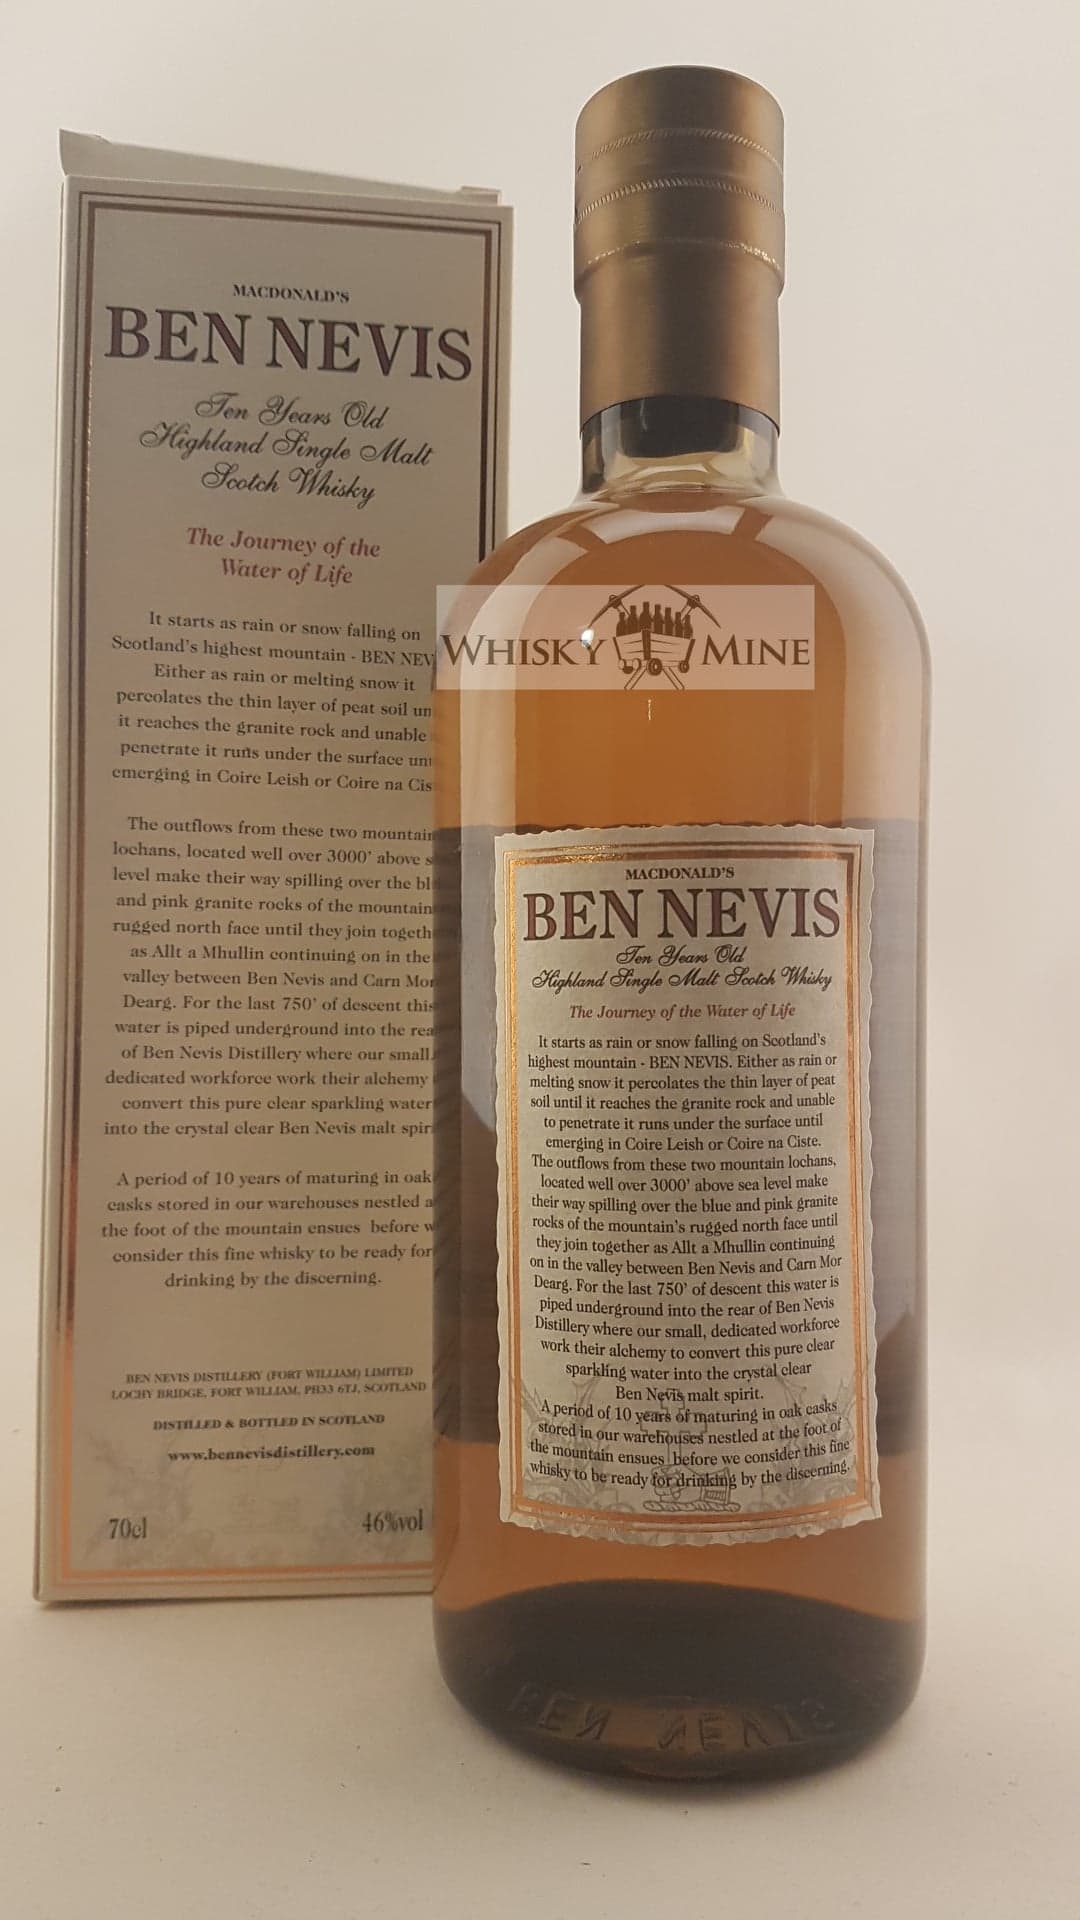 MACDONALD'S
BEN NEVIS
Ten Years Old
Highland Single Malt
Scotch Whisky
The Journey of the
Water of Life
It starts as rain or snow falling on
Scotland's highest mountain - BEN NEV
Either as rain or melting snow it
percolates the thin layer of peat soil un
it reaches the granite rock and unable
penetrate it runs under the surface un
emerging in Coire Leish or Coire na Cis
The outflows from these two mountain
lochans, located well over 3000' above s
level make their way spilling over the bl
and pink granite rocks of the mountain
rugged north face until they join togeth
as Allt a Mhullin continuing on in the
valley between Ben Nevis and Carn Mor
Dearg. For the last 750' of descent this
water is piped underground into the rea
of Ben Nevis Distillery where our small,
dedicated workforce work their alchemy
convert this pure clear sparkling water
into the crystal clear Ben Nevis malt spir
A period of 10 years of maturing in oak
casks stored in our warehouses nestled a
the foot of the mountain ensues before w
consider this fine whisky to be ready for
drinking by the discerning.
BEN NEVIS DISTILLERY (FORT WILLIAM) LIMITED
LOCHY BRIDGE, FORT WILLIAM, PH33 6TJ, SCOTLAND
DISTILLED & BOTTLED IN SCOTLAND
www.bennevisdistillery.com
70cl 46%vol
WHISKY MINE
MACDONALD'S
BEN NEVIS
Ten Years Old
Highland Single Malt Scotch Whisky
The Journey of the Water of Life
It starts as rain or snow falling on Scotland's
highest mountain - BEN NEVIS. Either as rain or
melting snow it percolates the thin layer of peat
soil until it reaches the granite rock and unable
to penetrate it runs under the surface until
emerging in Coire Leish or Coire na Ciste.
The outflows from these two mountain lochans,
located well over 3000' above sea level make
their way spilling over the blue and pink granite
rocks of the mountain's rugged north face until
they join together as Allt a Mhullin continuing
on in the valley between Ben Nevis and Carn Mor
Dearg. For the last 750' of descent this water is
piped underground into the rear of Ben Nevis
Distillery where our small, dedicated workforce
work their alchemy to convert this pure clear
sparkling water into the crystal clear
Ben Nevis malt spirit.
A period of 10 years of maturing in oak casks
stored in our warehouses nestled at the foot of
the mountain ensues before we consider this fine
whisky to be ready for drinking by the discerning.
BEN NEVIS